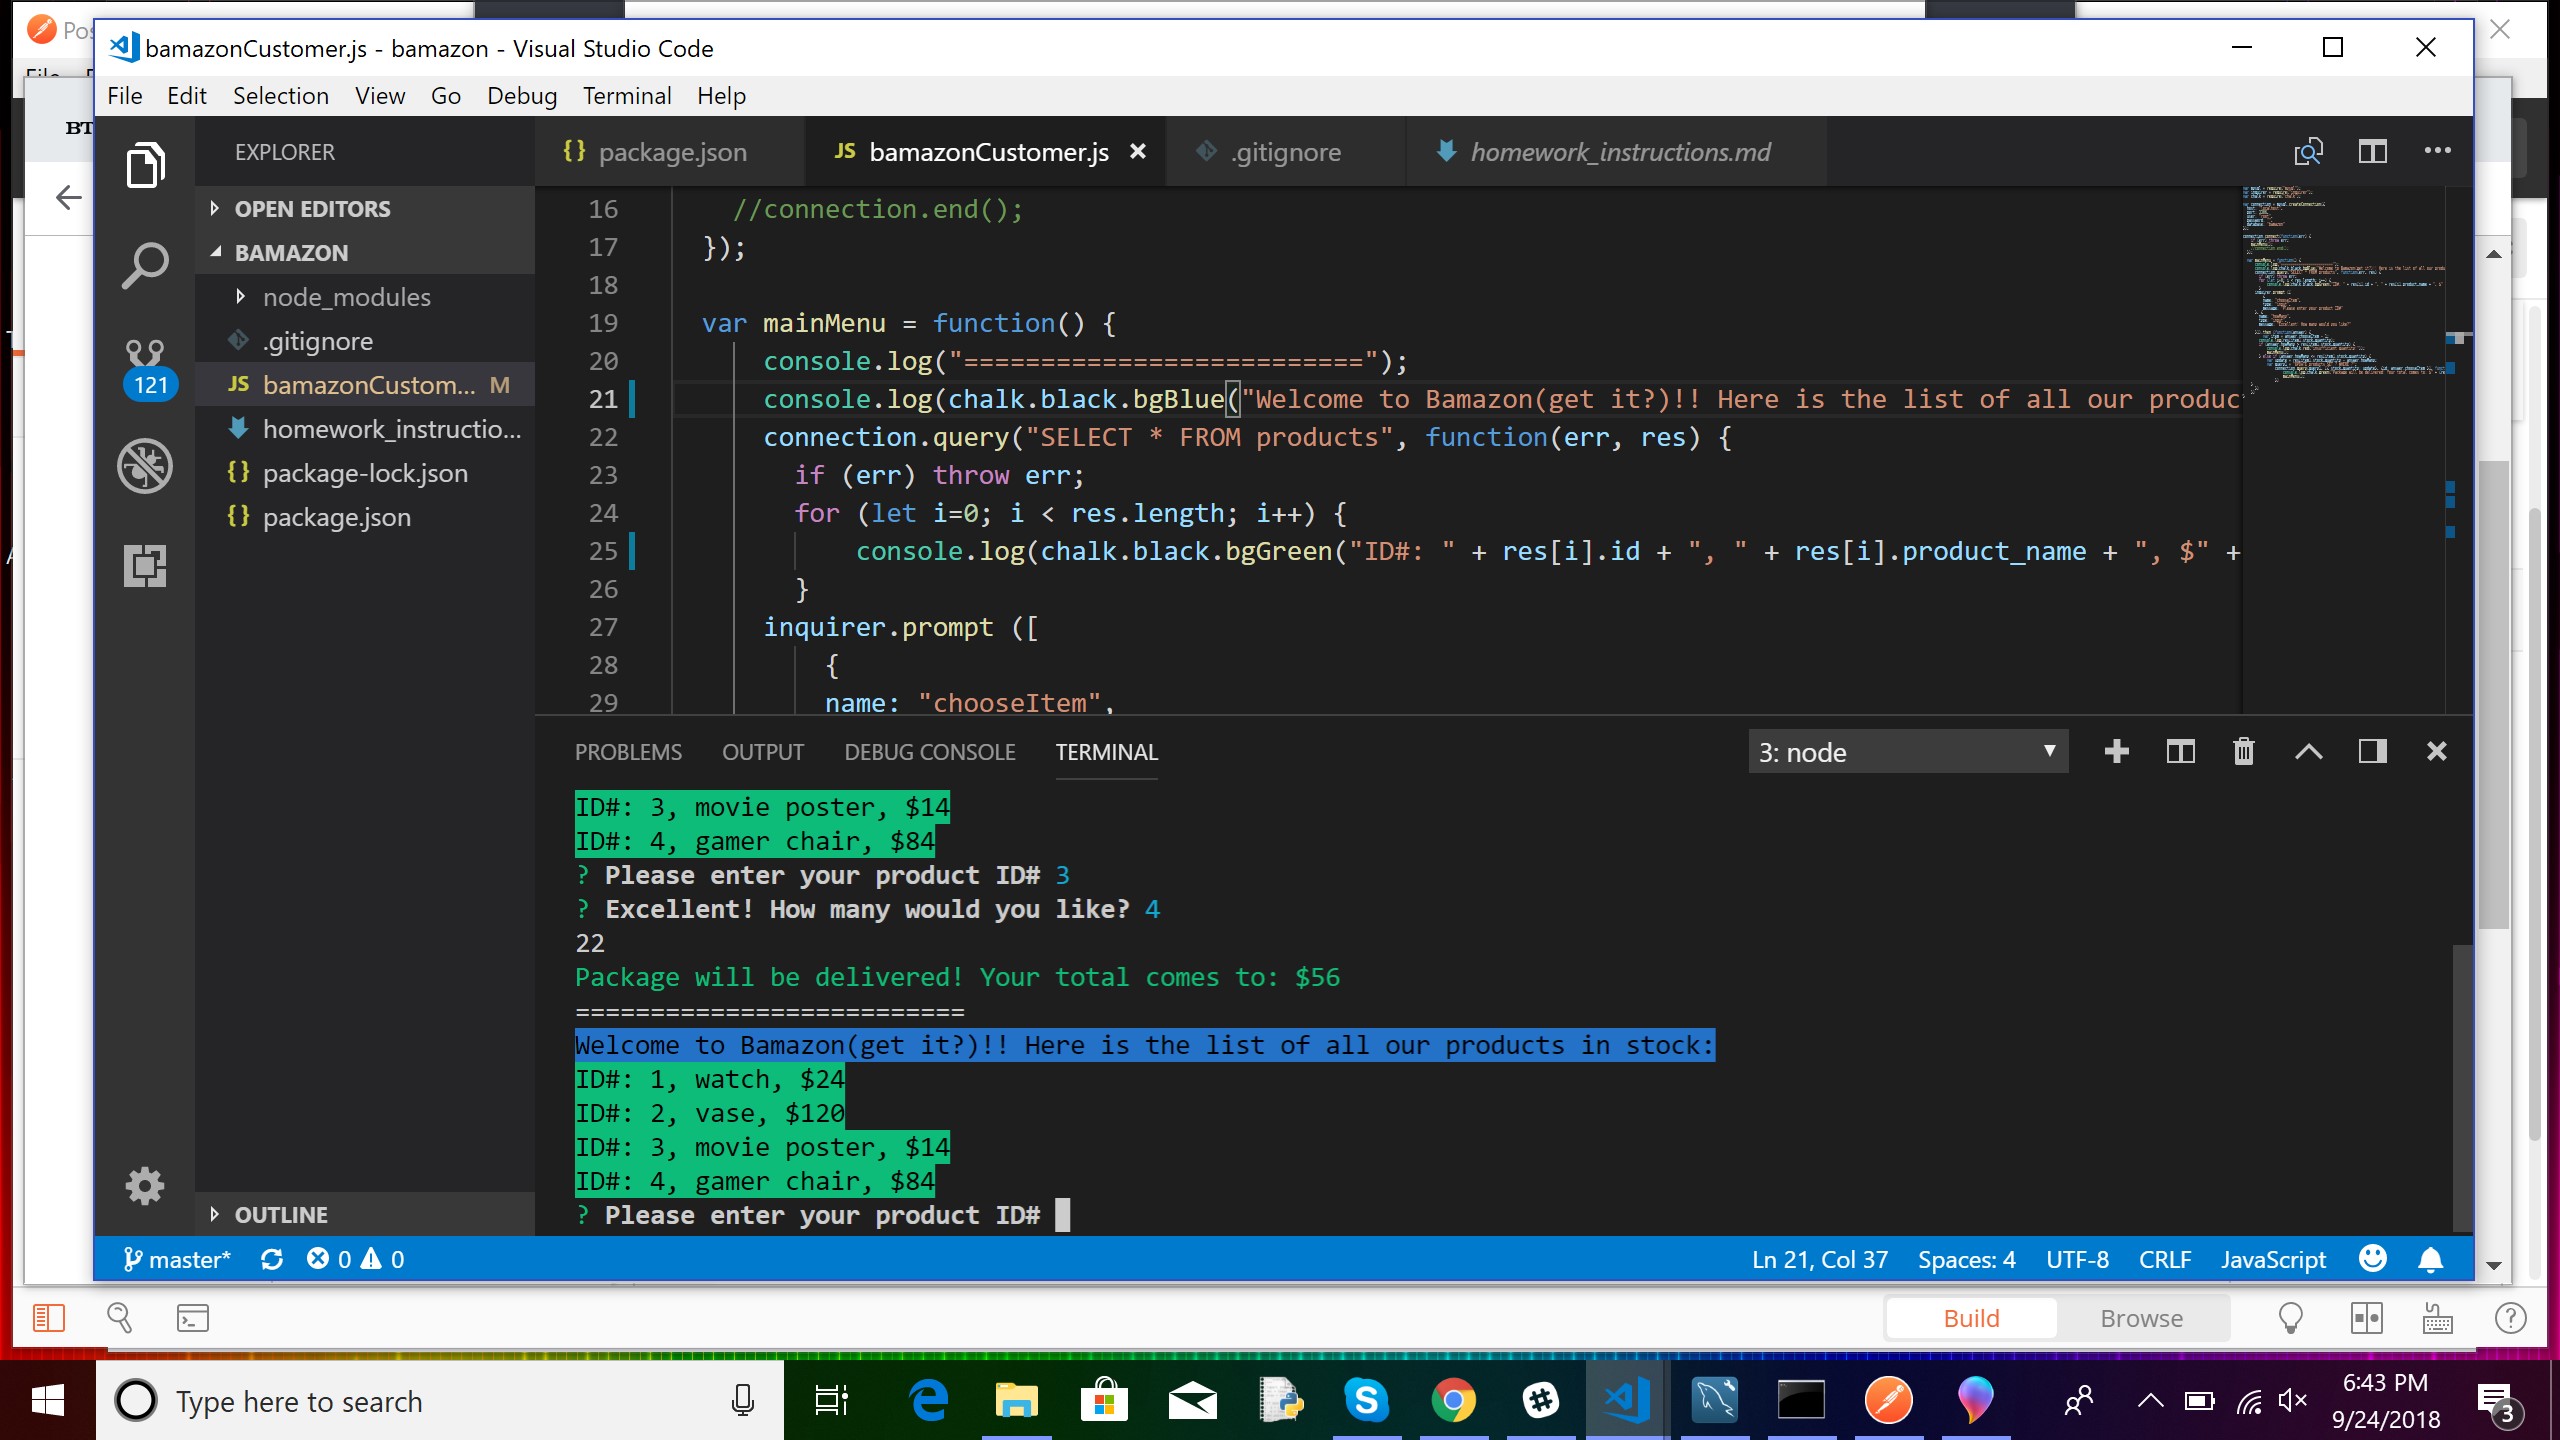 Pos
File
bamazonCustomer.js - bamazon - Visual Studio Code
File Edit Selection View Go Debug Terminal Help
BT
EXPLORER
OPEN EDITORS
BAMAZON
node_modules
.gitignore
JS bamazonCustom... M
homework_instructio...
{} package-lock.json
{} package.json
121
OUTLINE
{} package.json JS bamazonCustomer.js .gitignore homework_instructions.md
16 //connection.end();
17 });
18
19 var mainMenu = function() {
20 console.log("==========================");
21 console.log(chalk.black.bgBlue("Welcome to Bamazon(get it?)!! Here is the list of all our produc
22 connection.query("SELECT * FROM products", function(err, res) {
23 if (err) throw err;
24 for (let i=0; i < res.length; i++) {
25 console.log(chalk.black.bgGreen("ID#: " + res[i].id + ", " + res[i].product_name + ", $" +
26 }
27 inquirer.prompt ([
28 {
29 name: "chooseItem",
PROBLEMS OUTPUT DEBUG CONSOLE TERMINAL 3: node
ID#: 3, movie poster, $14
ID#: 4, gamer chair, $84
? Please enter your product ID# 3
? Excellent! How many would you like? 4
22
Package will be delivered! Your total comes to: $56
==========================
Welcome to Bamazon(get it?)!! Here is the list of all our products in stock:
ID#: 1, watch, $24
ID#: 2, vase, $120
ID#: 3, movie poster, $14
ID#: 4, gamer chair, $84
? Please enter your product ID#
master* 0 0 Ln 21, Col 37 Spaces: 4 UTF-8 CRLF JavaScript
Build Browse
Type here to search
6:43 PM
9/24/2018
3